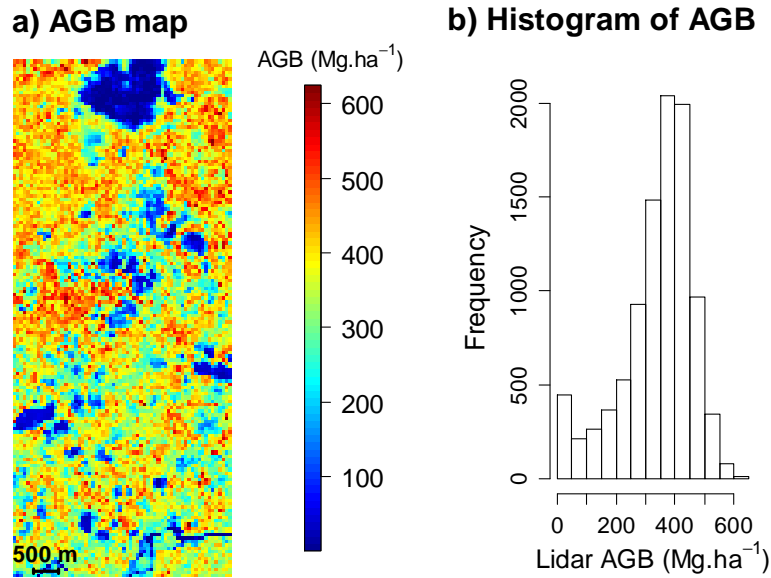 a) AGB map
AGB (Mg.ha⁻¹)
600
500
400
300
200
100
500 m
b) Histogram of AGB
Frequency
2000
1500
1000
500
0
0 200 400 600
Lidar AGB (Mg.ha⁻¹)